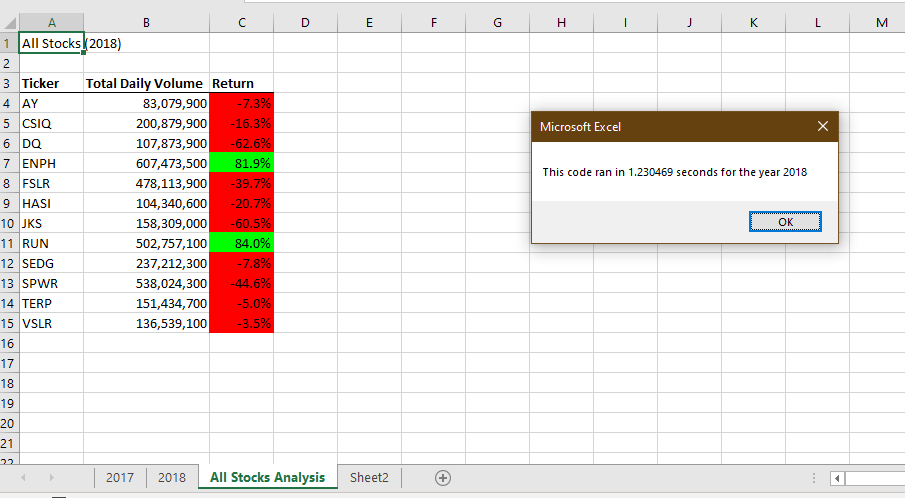 A B C D E F G H I J K L M
1 All Stocks (2018)
2
3 Ticker Total Daily Volume Return
4 AY 83,079,900 -7.3%
5 CSIQ 200,879,900 -16.3%
6 DQ 107,873,900 -62.6%
7 ENPH 607,473,500 81.9%
8 FSLR 478,113,900 -39.7%
9 HASI 104,340,600 -20.7%
10 JKS 158,309,000 -60.5%
11 RUN 502,757,100 84.0%
12 SEDG 237,212,300 -7.8%
13 SPWR 538,024,300 -44.6%
14 TERP 151,434,700 -5.0%
15 VSLR 136,539,100 -3.5%
16
17
18
19
20
21
22
Microsoft Excel
This code ran in 1.230469 seconds for the year 2018
OK
2017 2018 All Stocks Analysis Sheet2